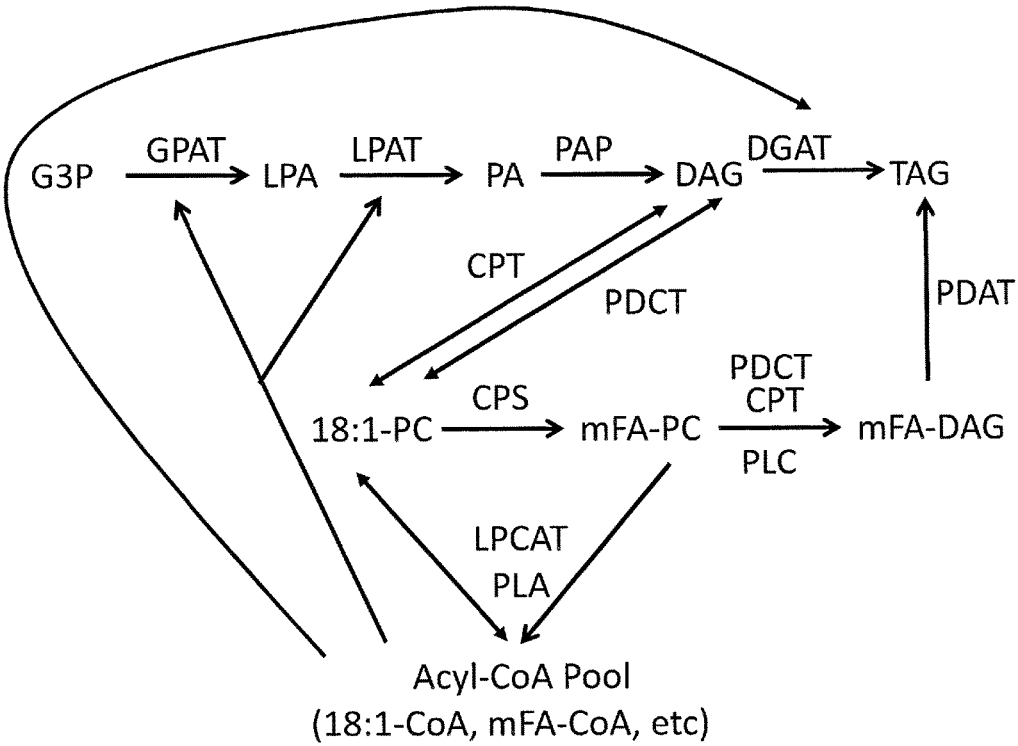 GPAT
LPAT
PAP
DGAT
G3P
LPA
PA
DAG
TAG
CPT
PDCT
PDAT
PDCT
CPS
CPT
18:1-PC
mFA-PC
mFA-DAG
PLC
LPCAT
PLA
Acyl-CoA Pool
(18:1-CoA, mFA-CoA, etc)